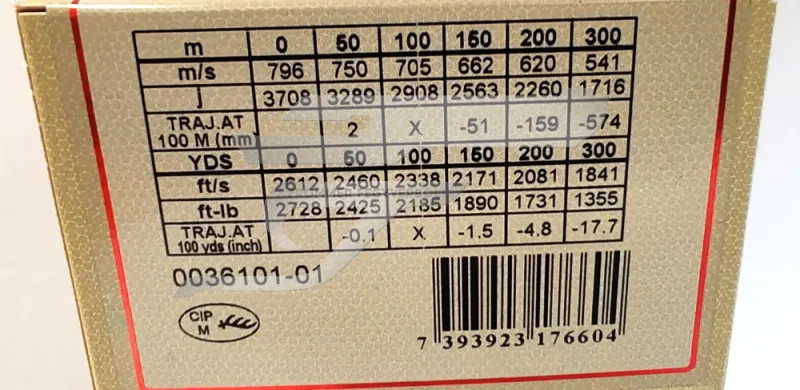 m 0 50 100 150 200 300
m/s 796 750 705 662 620 541
j 3708 3289 2908 2563 2260 1716
TRAJ.AT
100 M (mm) 2 X -51 -159 -574
YDS 0 50 100 150 200 300
ft/s 2612 2460 2338 2171 2081 1841
ft-lb 2728 2425 2185 1890 1731 1355
TRAJ.AT
100 yds (inch) -0.1 X -1.5 -4.8 -17.7
0036101-01
CIP
M
7 393923 176604